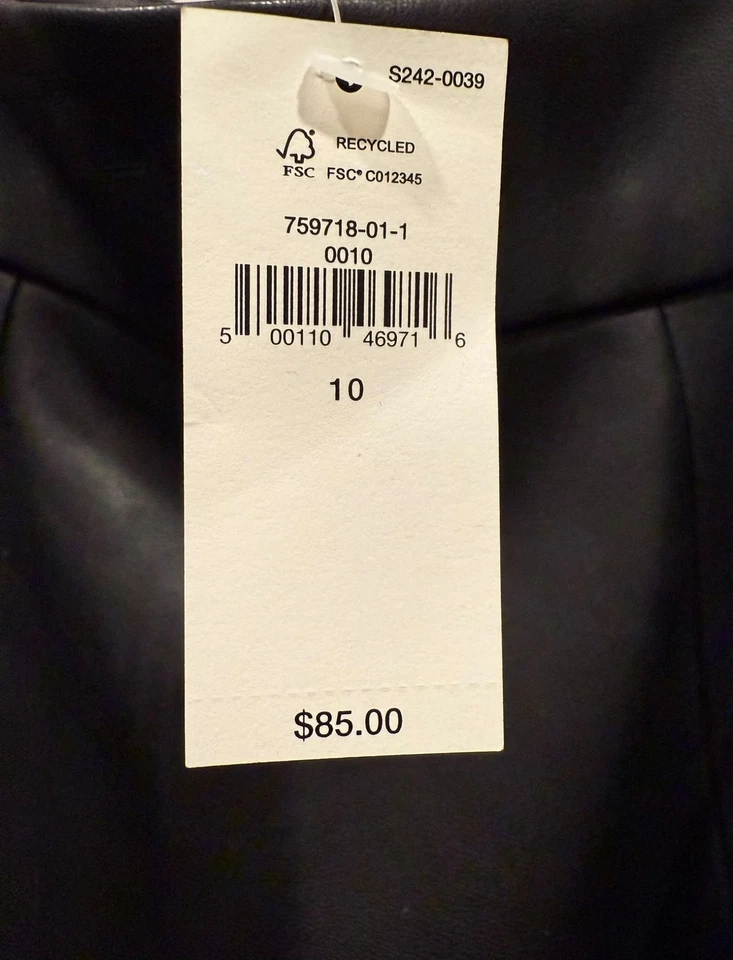 S242-0039
RECYCLED
FSC FSC® C012345
759718-01-1
0010
5 00110 46971 6
10
$85.00